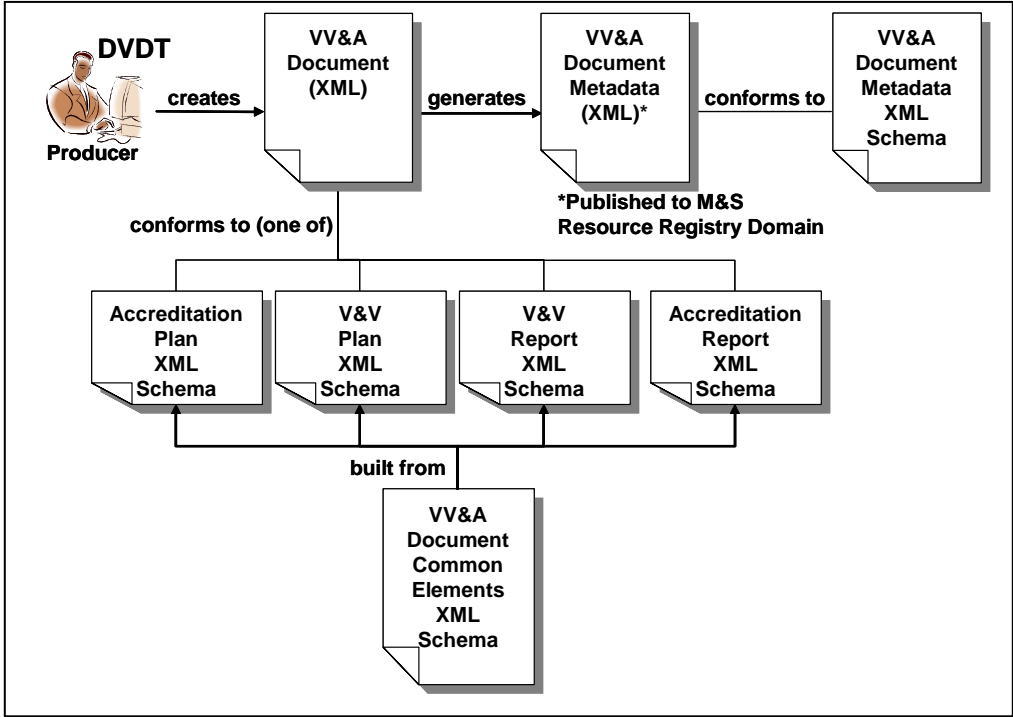 DVDT
Producer
creates
VV&A
Document
(XML)
generates
VV&A
Document
Metadata
(XML)*
conforms to
VV&A
Document
Metadata
XML
Schema
*Published to M&S
Resource Registry Domain
conforms to (one of)
Accreditation
Plan
XML
Schema
V&V
Plan
XML
Schema
V&V
Report
XML
Schema
Accreditation
Report
XML
Schema
built from
VV&A
Document
Common
Elements
XML
Schema